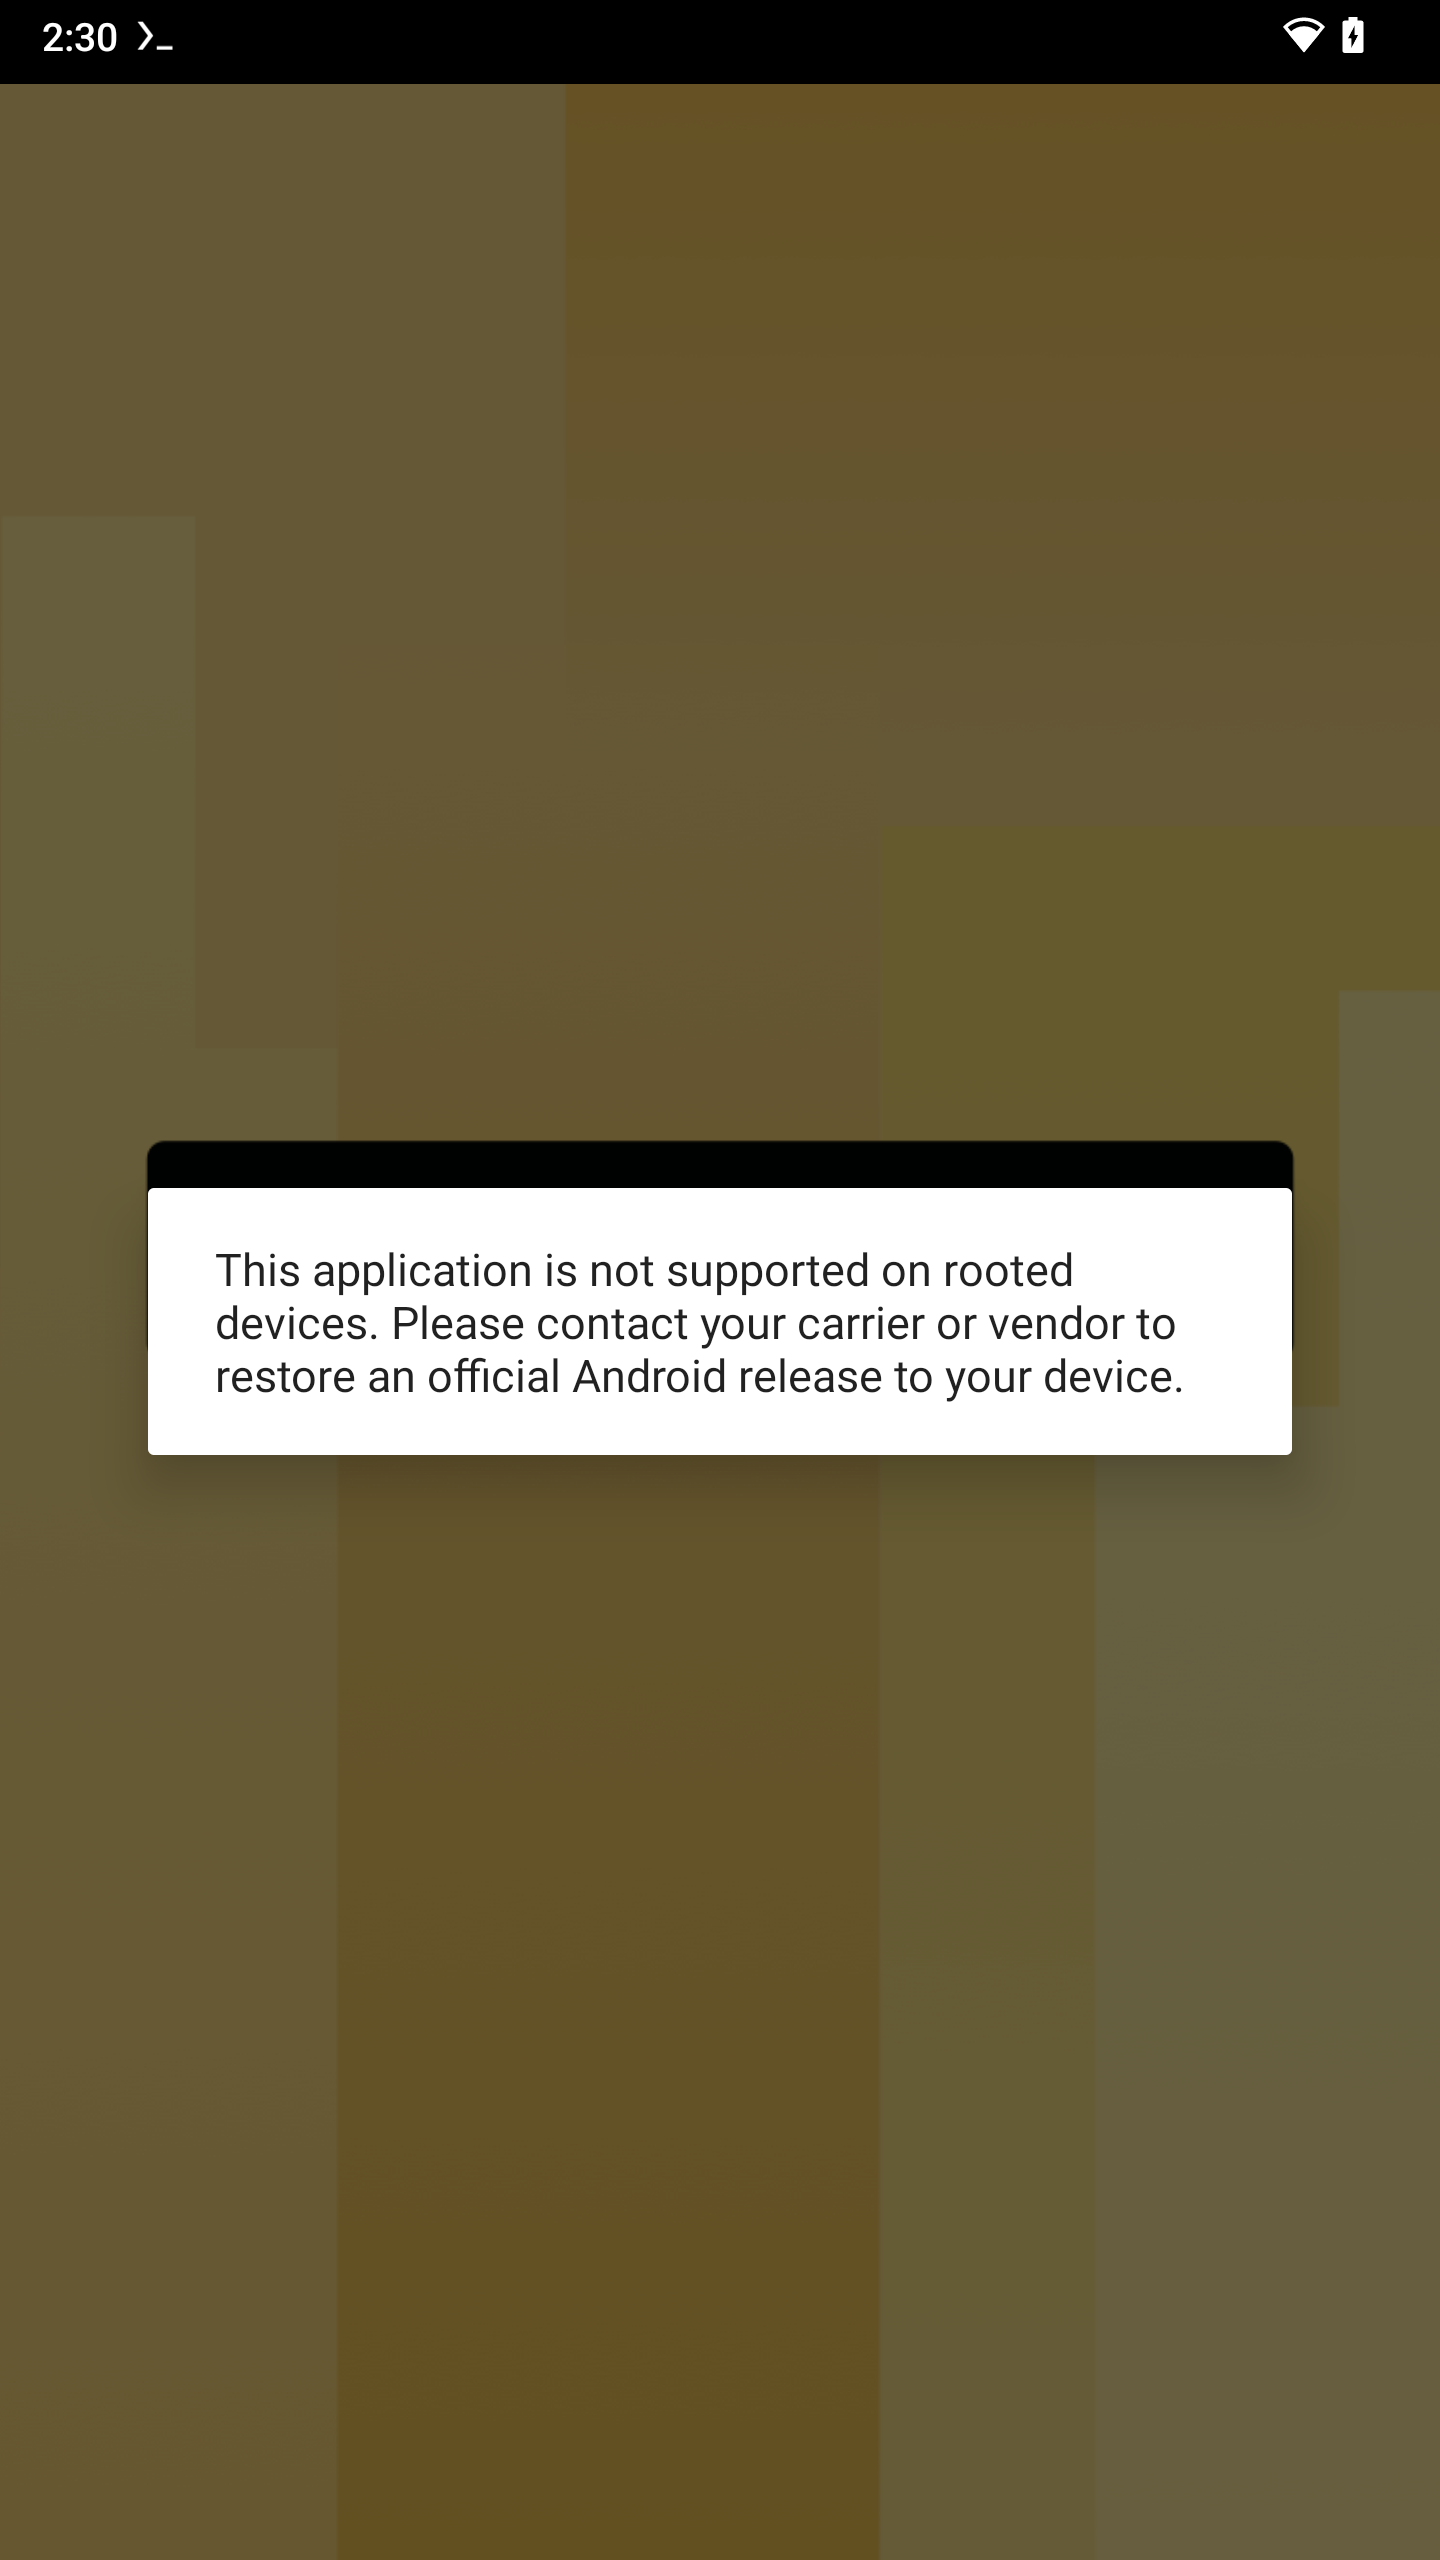 2:30
This application is not supported on rooted
devices. Please contact your carrier or vendor to
restore an official Android release to your device.